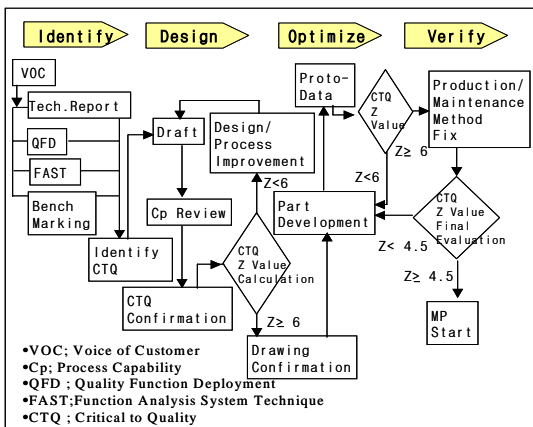 Identify
Design
Optimize
Verify
VOC
Tech.Report
QFD
FAST
Bench
Marking
Identify
CTQ
Draft
Cp Review
CTQ
Confirmation
Design/
Process
Improvement
Z<6
CTQ
Z Value
Calculation
Z≥ 6
Drawing
Confirmation
Proto-
Data
Part
Development
CTQ
Z
Value
Z≥ 6
Z<6
Production/
Maintenance
Method
Fix
CTQ
Z Value
Final
Evaluation
Z< 4.5
Z≥ 4.5
MP
Start
•VOC; Voice of Customer
•Cp; Process Capability
•QFD ; Quality Function Deployment
•FAST;Function Analysis System Technique
•CTQ ; Critical to Quality